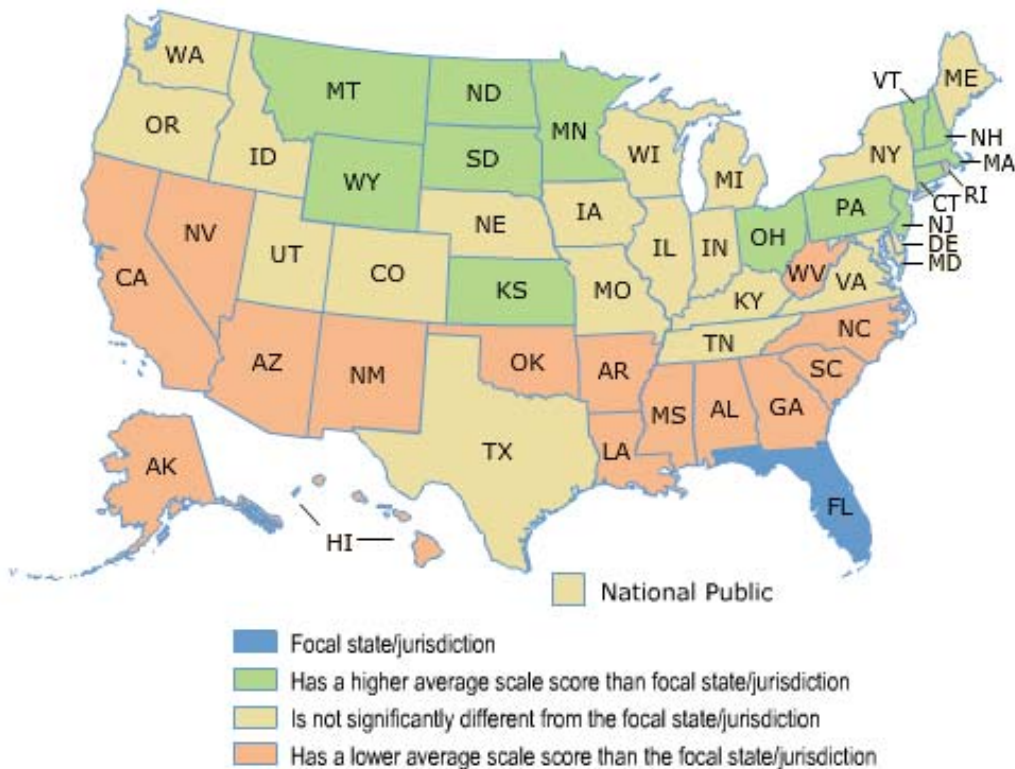 WA
MT
ND
MN
VT
ME
OR
ID
WY
SD
WI
MI
NY
NH
MA
RI
CT
NV
UT
CO
NE
KS
IA
MO
IL
IN
OH
PA
NJ
DE
MD
CA
WV
VA
KY
NC
TN
AZ
NM
OK
AR
SC
MS
AL
GA
TX
LA
AK
HI
FL
National Public
Focal state/jurisdiction
Has a higher average scale score than focal state/jurisdiction
Is not significantly different from the focal state/jurisdiction
Has a lower average scale score than the focal state/jurisdiction